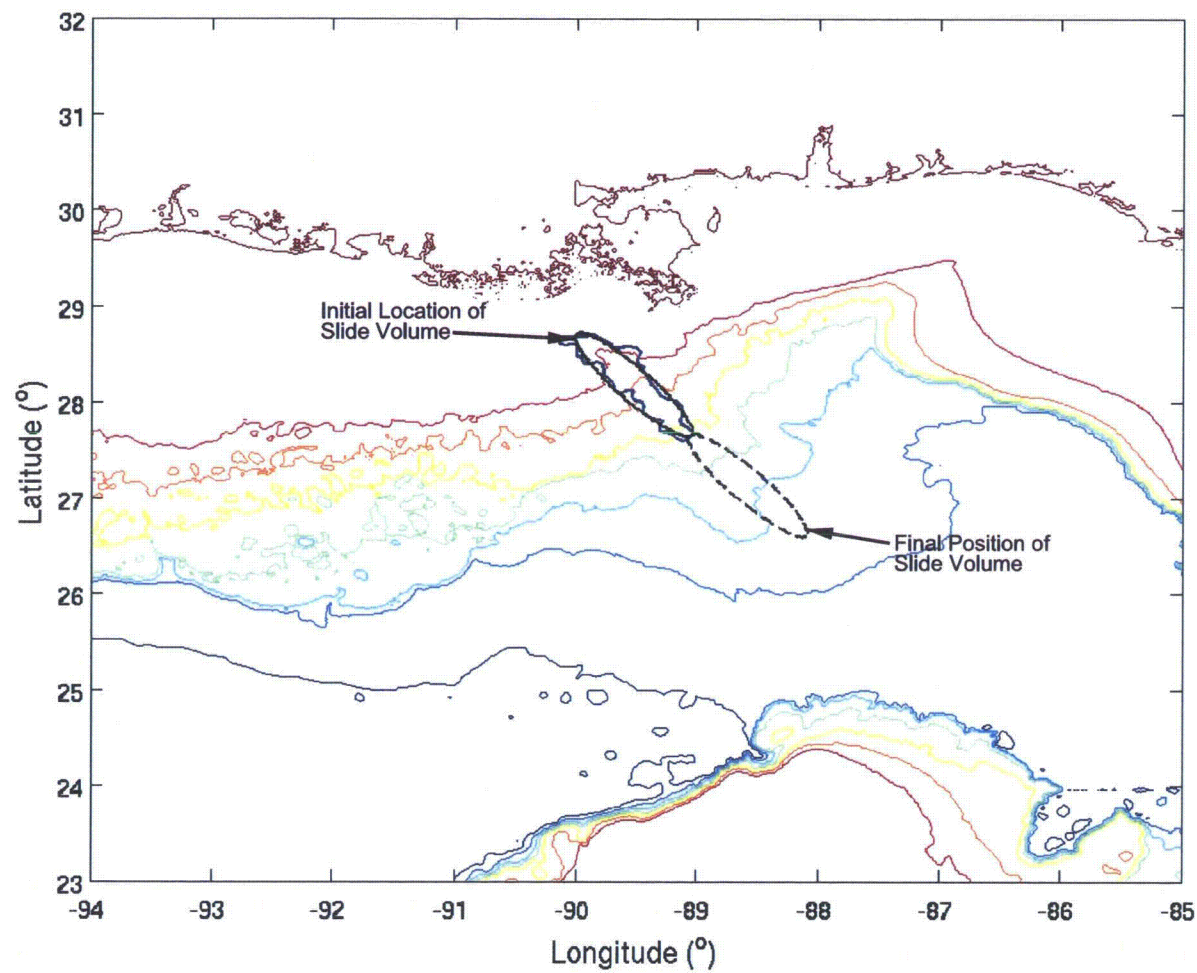 32
31
30
29
28
27
26
25
24
23
Latitude (°)
Initial Location of
Slide Volume
Final Position of
Slide Volume
-94 -93 -92 -91 -90 -89 -88 -87 -86 -85
Longitude (°)